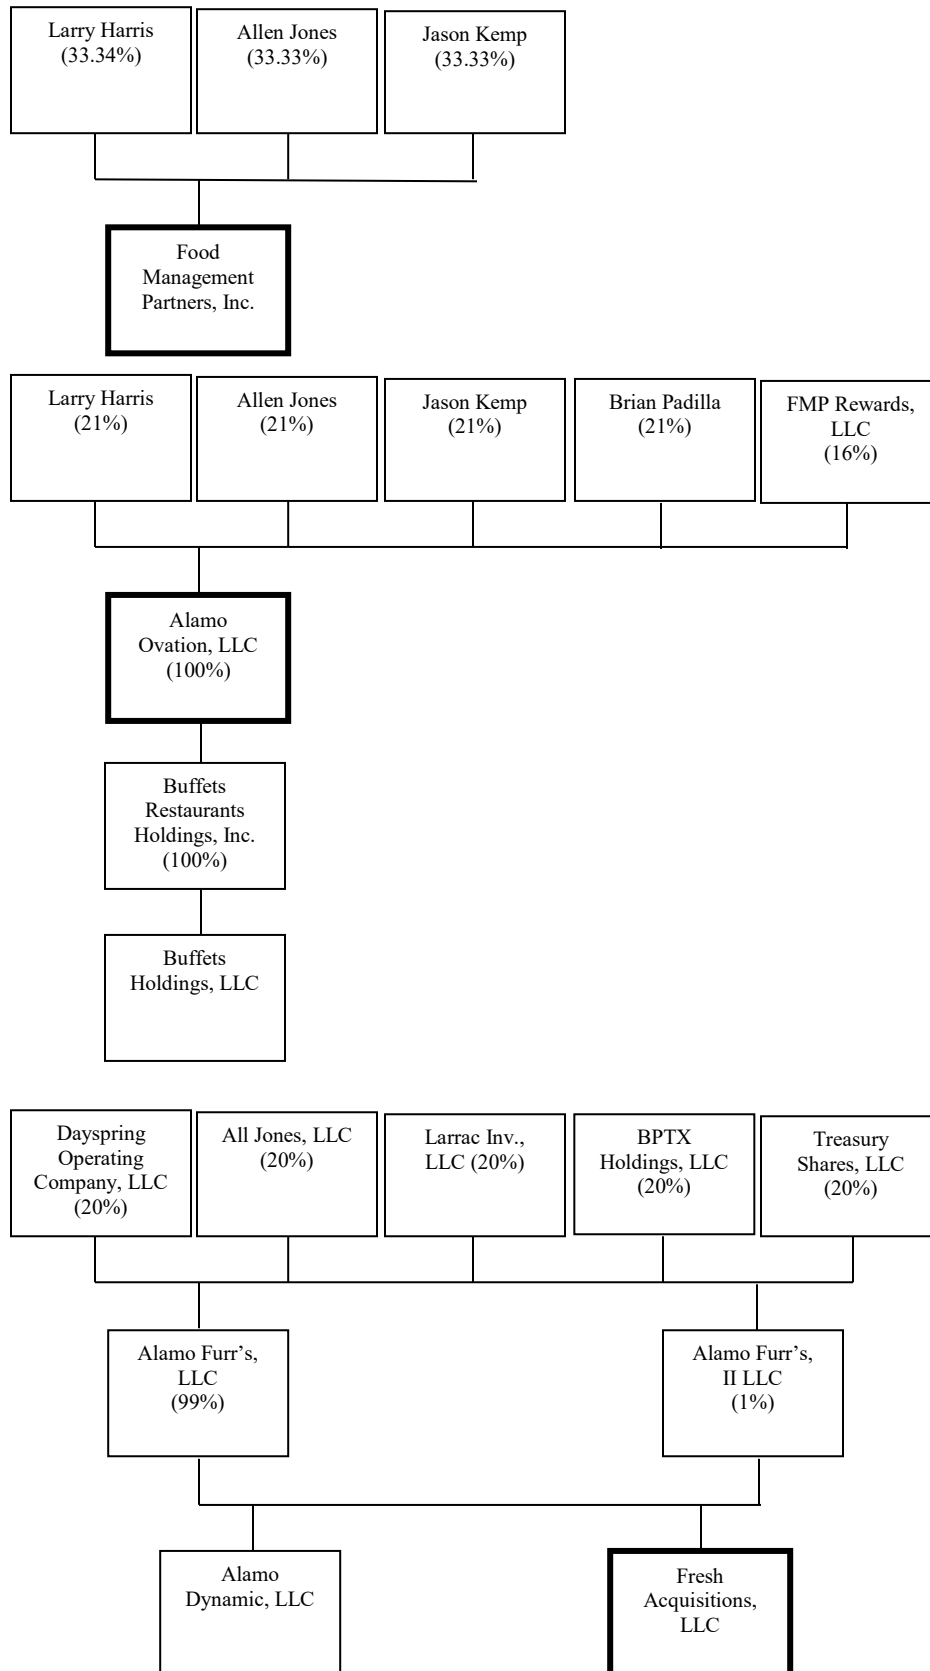 Larry Harris
(33.34%)
Allen Jones
(33.33%)
Jason Kemp
(33.33%)
Food
Management
Partners, Inc.
Larry Harris
(21%)
Allen Jones
(21%)
Jason Kemp
(21%)
Brian Padilla
(21%)
FMP Rewards,
LLC
(16%)
Alamo
Ovation, LLC
(100%)
Buffets
Restaurants
Holdings, Inc.
(100%)
Buffets
Holdings, LLC
Dayspring
Operating
Company, LLC
(20%)
All Jones, LLC
(20%)
Larrac Inv.,
LLC (20%)
BPTX
Holdings, LLC
(20%)
Treasury
Shares, LLC
(20%)
Alamo Furr’s,
LLC
(99%)
Alamo Furr’s,
II LLC
(1%)
Alamo
Dynamic, LLC
Fresh
Acquisitions,
LLC